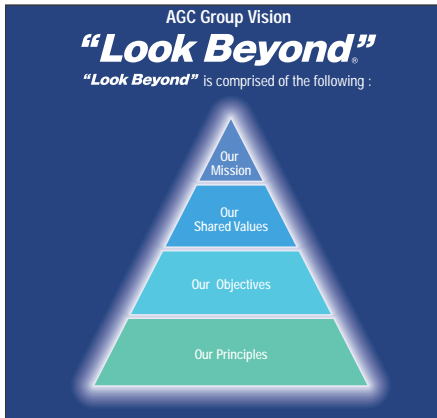 AGC Group Vision
“Look Beyond®”
“Look Beyond” is comprised of the following :
Our
Mission
Our
Shared Values
Our Objectives
Our Principles